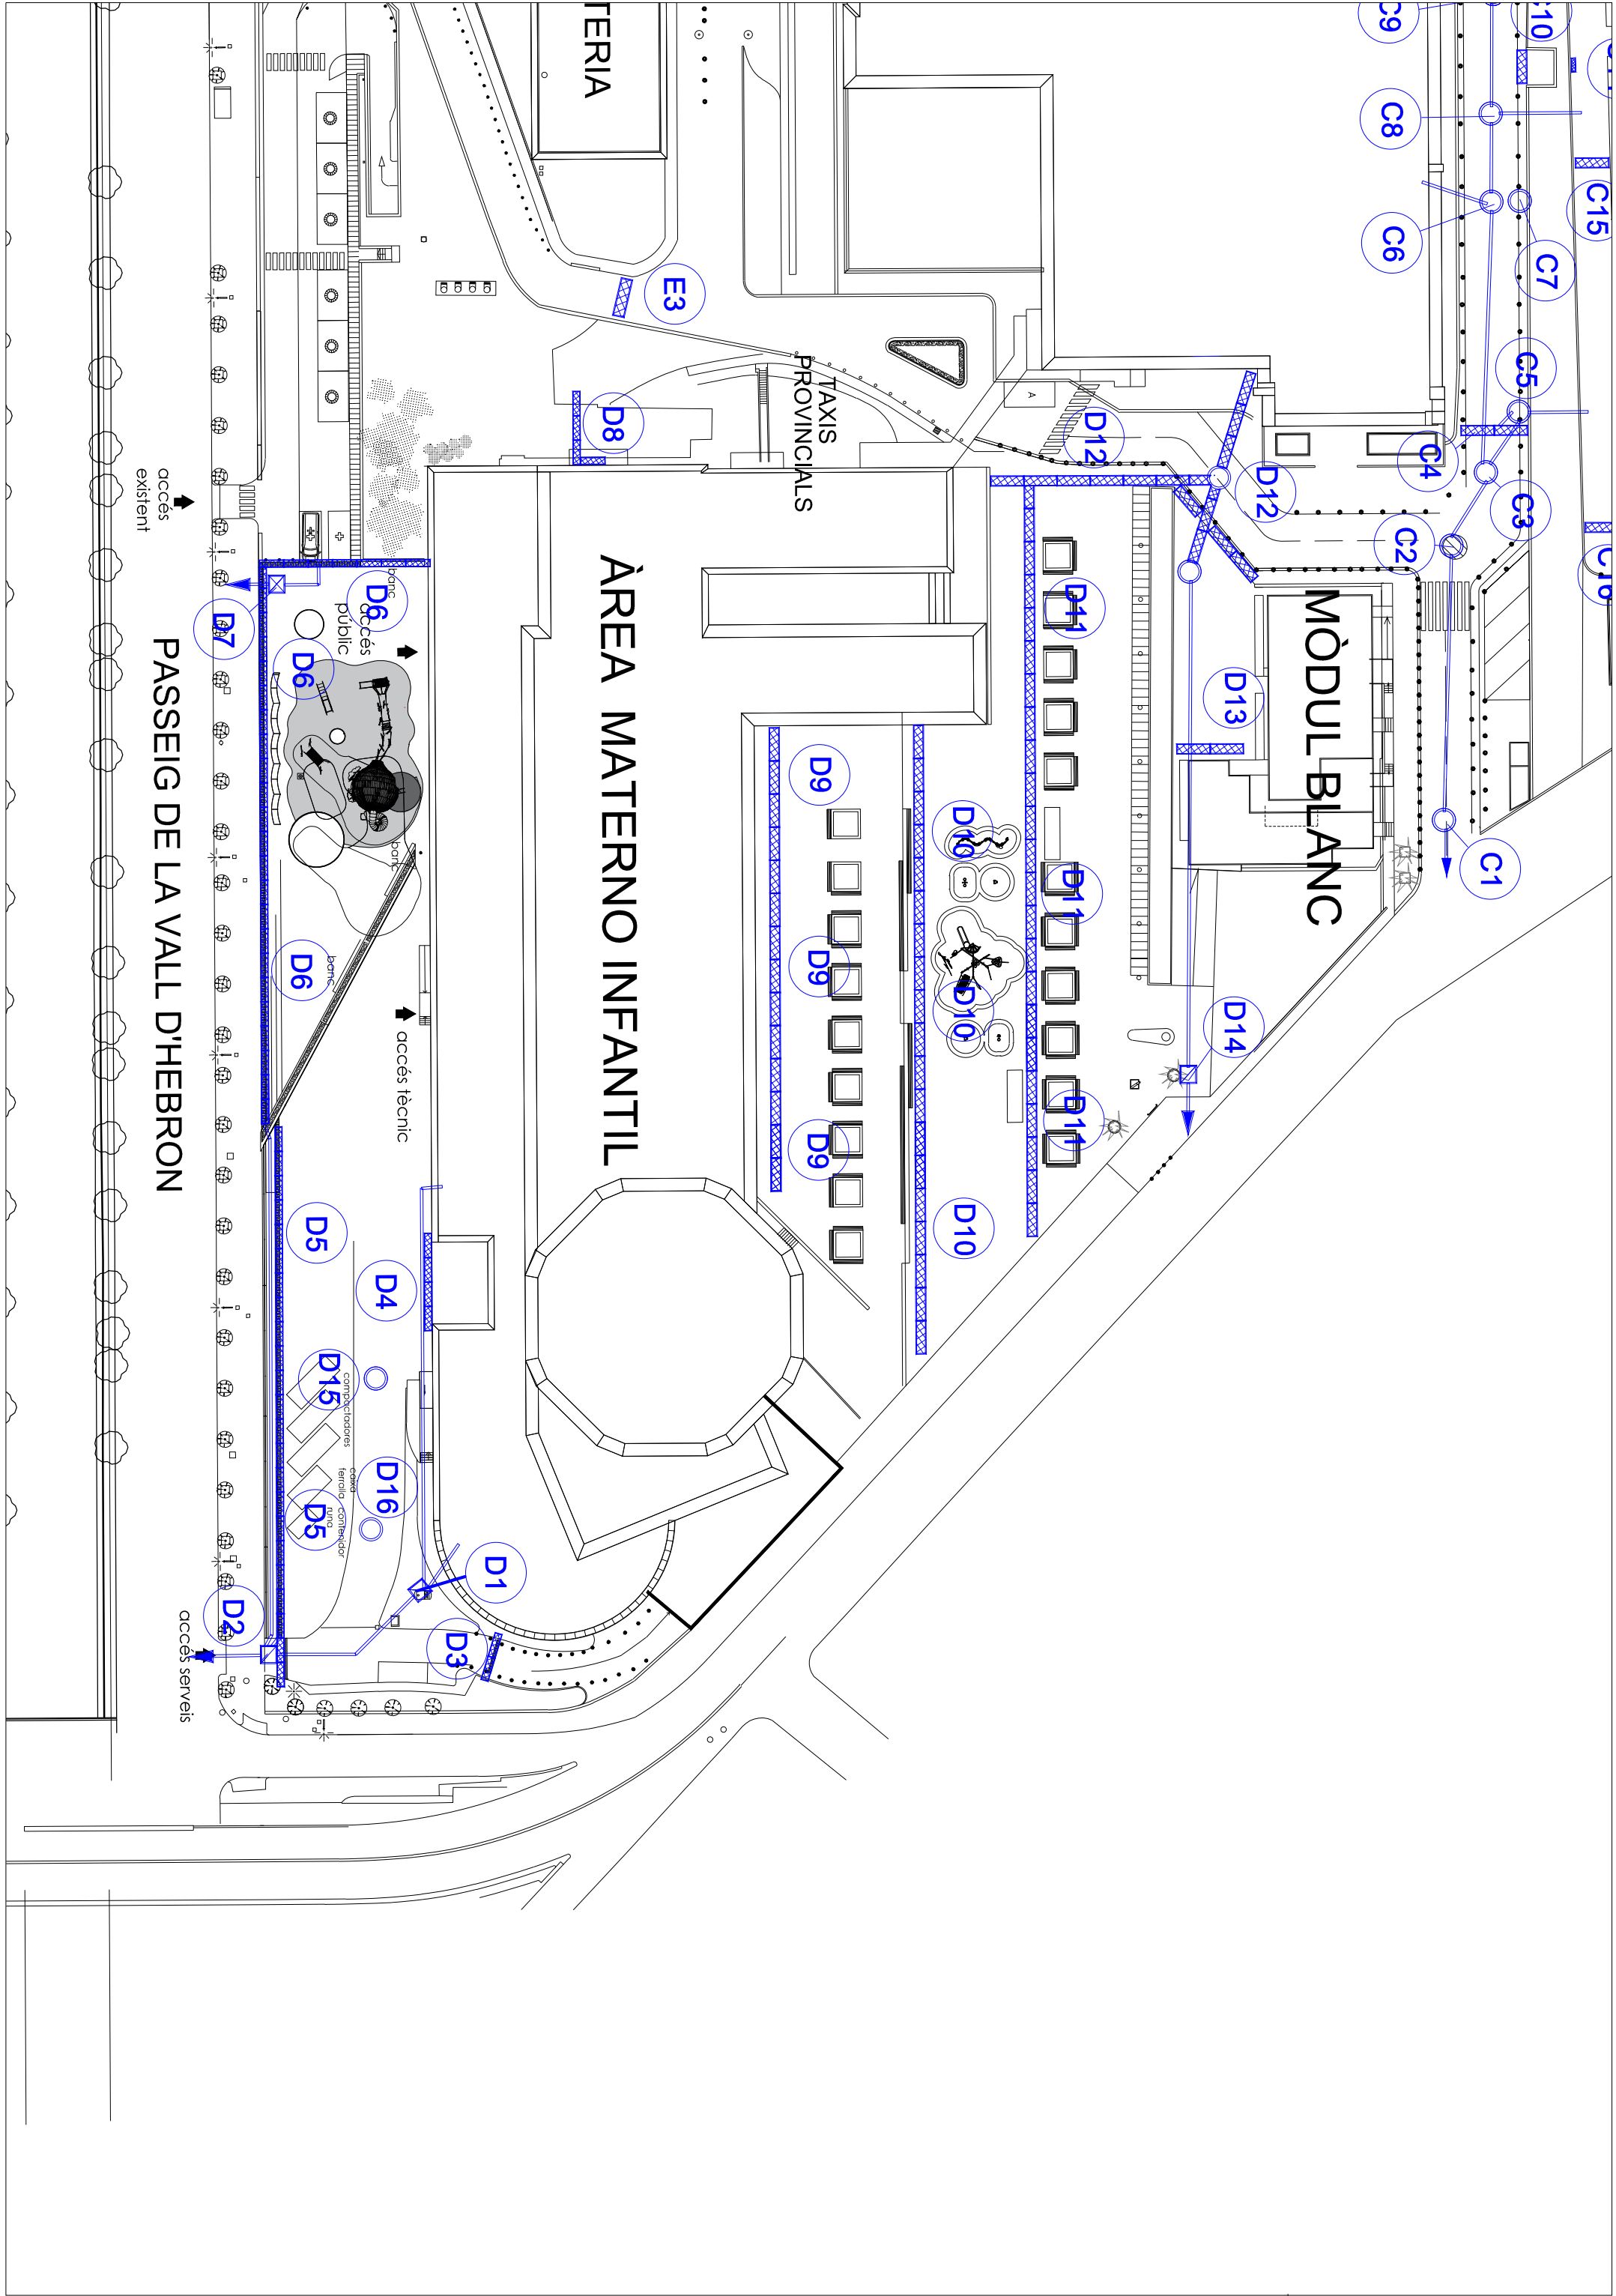 C9
C10
C8
C15
C6
C7
C5
C4
C3
C2
C16
C1
TERIA
E3
TAXIS
PROVINCIALS
D8
A
D12
D12
MÒDUL BLANC
D13
D11
D11
D11
D14
D9
D9
D9
D10
D10
D10
ÀREA MATERNO INFANTIL
accés
existent
D7
D6
banc
accés
públic
D6
banc
banc
D6
accés tècnic
PASSEIG DE LA VALL D'HEBRON
D5
D4
D15
compactadores
D16
caixa
ferralla
contenidor
runa
D5
D1
D2
D3
accés serveis